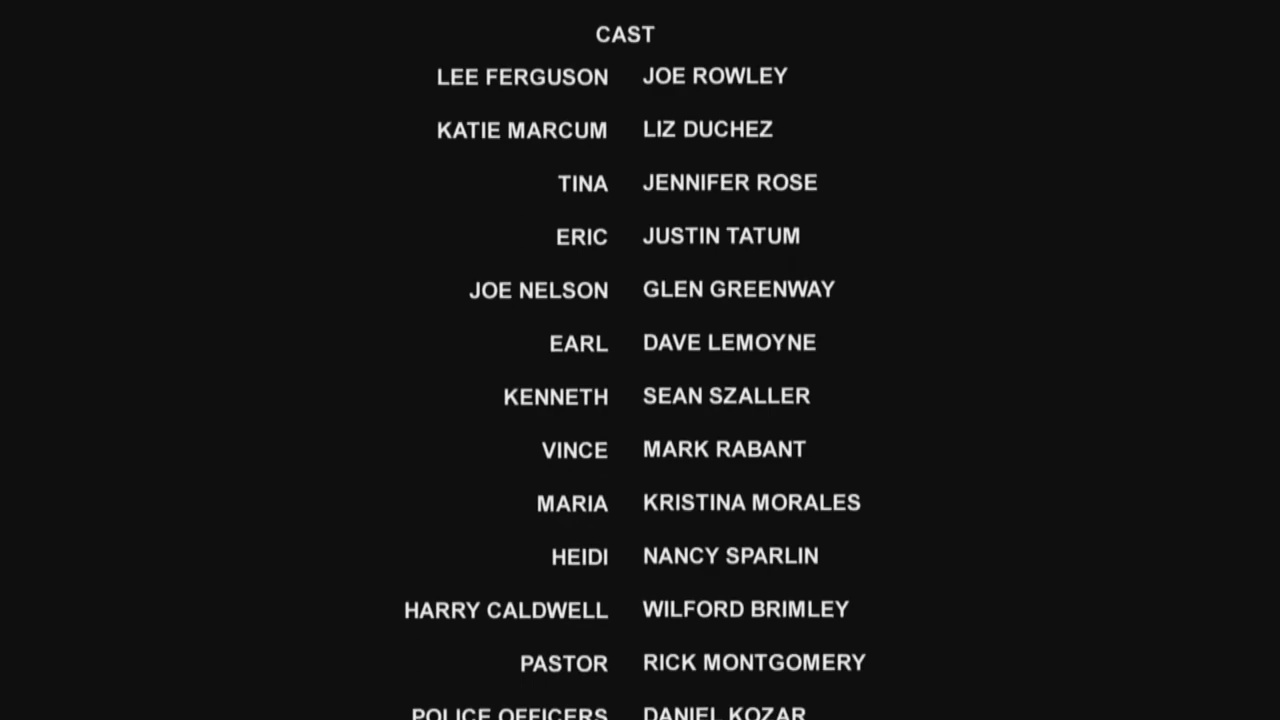 CAST
LEE FERGUSON JOE ROWLEY
KATIE MARCUM LIZ DUCHEZ
TINA JENNIFER ROSE
ERIC JUSTIN TATUM
JOE NELSON GLEN GREENWAY
EARL DAVE LEMOYNE
KENNETH SEAN SZALLER
VINCE MARK RABANT
MARIA KRISTINA MORALES
HEIDI NANCY SPARLIN
HARRY CALDWELL WILFORD BRIMLEY
PASTOR RICK MONTGOMERY
POLICE OFFICERS DANIEL KOZAR